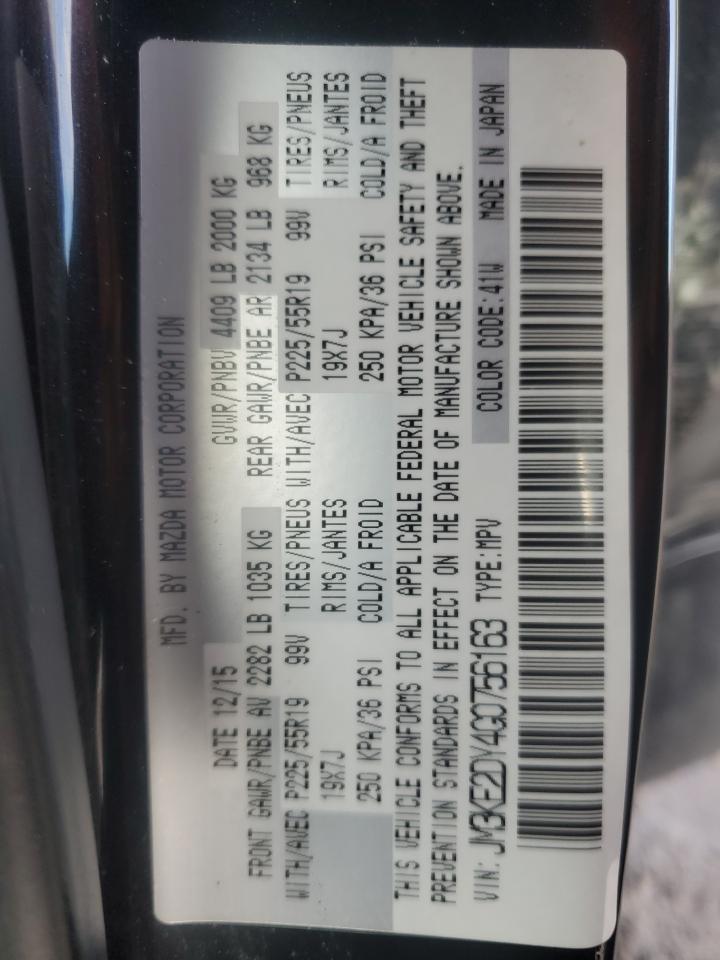 MFD. BY MAZDA MOTOR CORPORATION
DATE 12/15 GVWR/PNBV 4409 LB 2000 KG
FRONT GAWR/PNBE AV 2282 LB 1035 KG REAR GAWR/PNBE AR 2134 LB 968 KG
WITH/AVEC P225/55R19 99V TIRES/PNEUS WITH/AVEC P225/55R19 99V TIRES/PNEUS
19X7J RIMS/JANTES 19X7J RIMS/JANTES
250 KPA/36 PSI COLD/A FROID 250 KPA/36 PSI COLD/A FROID
THIS VEHICLE CONFORMS TO ALL APPLICABLE FEDERAL MOTOR VEHICLE SAFETY AND THEFT
PREVENTION STANDARDS IN EFFECT ON THE DATE OF MANUFACTURE SHOWN ABOVE.
VIN: JM3KE2DY4G0756163 TYPE:MPV COLOR CODE:41W MADE IN JAPAN